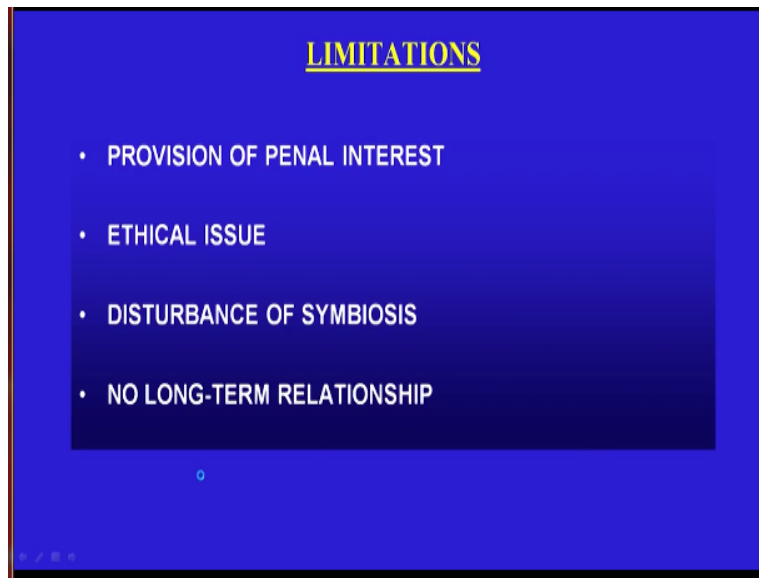 LIMITATIONS
• PROVISION OF PENAL INTEREST
• ETHICAL ISSUE
• DISTURBANCE OF SYMBIOSIS
• NO LONG-TERM RELATIONSHIP